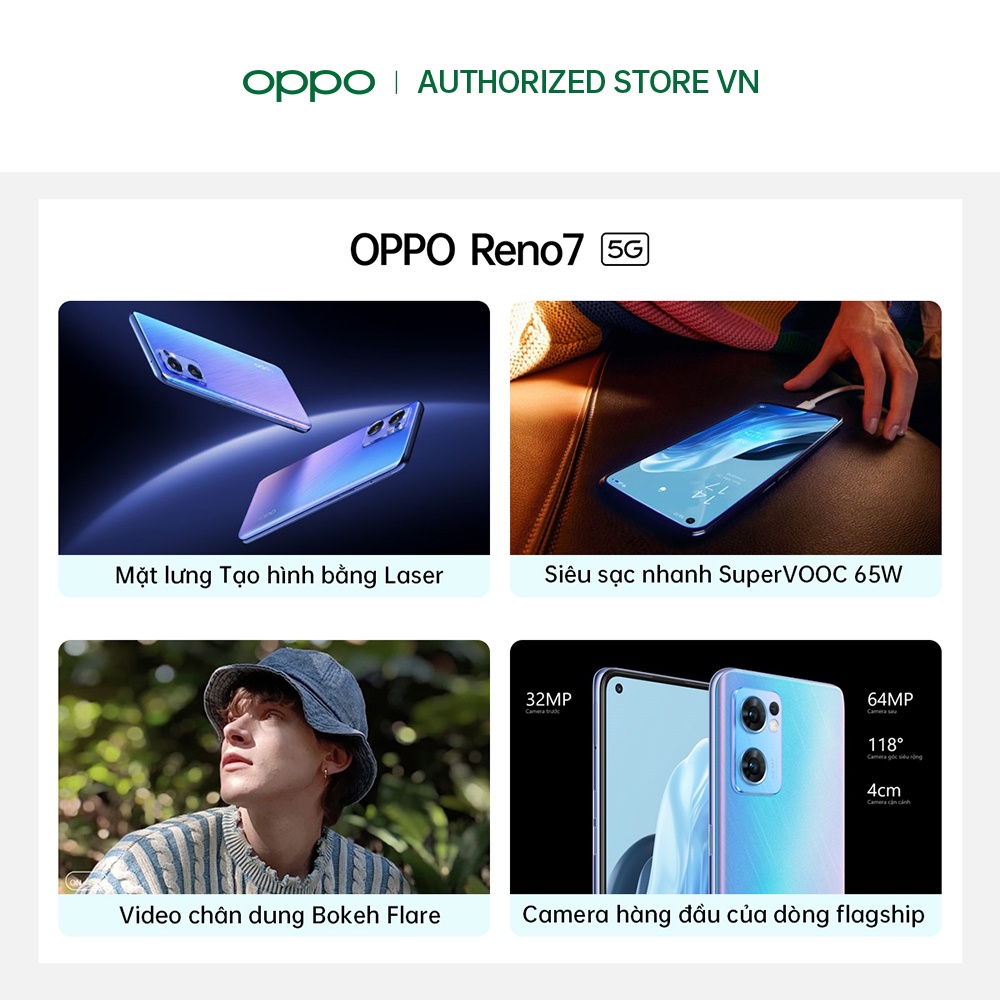 oppo | AUTHORIZED STORE VN
OPPO Reno7 5G
Mặt lưng Tạo hình bằng Laser
14
17
Siêu sạc nhanh SuperVOOC 65W
Video chân dung Bokeh Flare
32MP
Camera trước
64MP
Camera sau
118°
Camera góc siêu rộng
4cm
Camera cận cảnh
Camera hàng đầu của dòng flagship